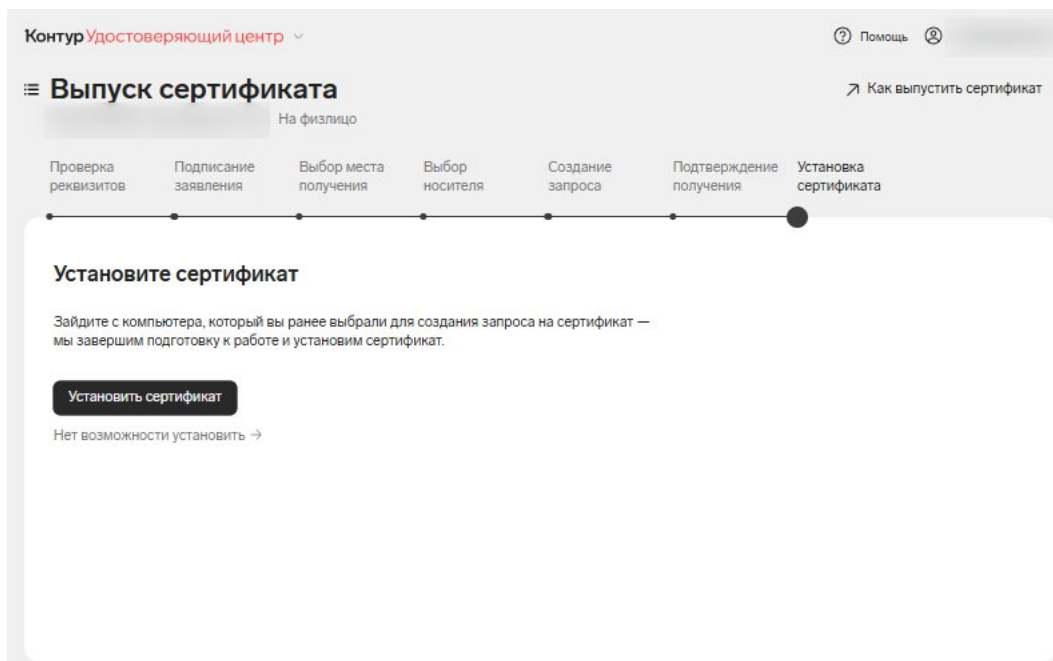 Контур Удостоверяющий центр
Помощь
Выпуск сертификата
Как выпустить сертификат
На физлицо
Проверка реквизитов
Подписание заявления
Выбор места получения
Выбор носителя
Создание запроса
Подтверждение получения
Установка сертификата
Установите сертификат
Зайдите с компьютера, который вы ранее выбрали для создания запроса на сертификат —
мы завершим подготовку к работе и установим сертификат.
Установить сертификат
Нет возможности установить →